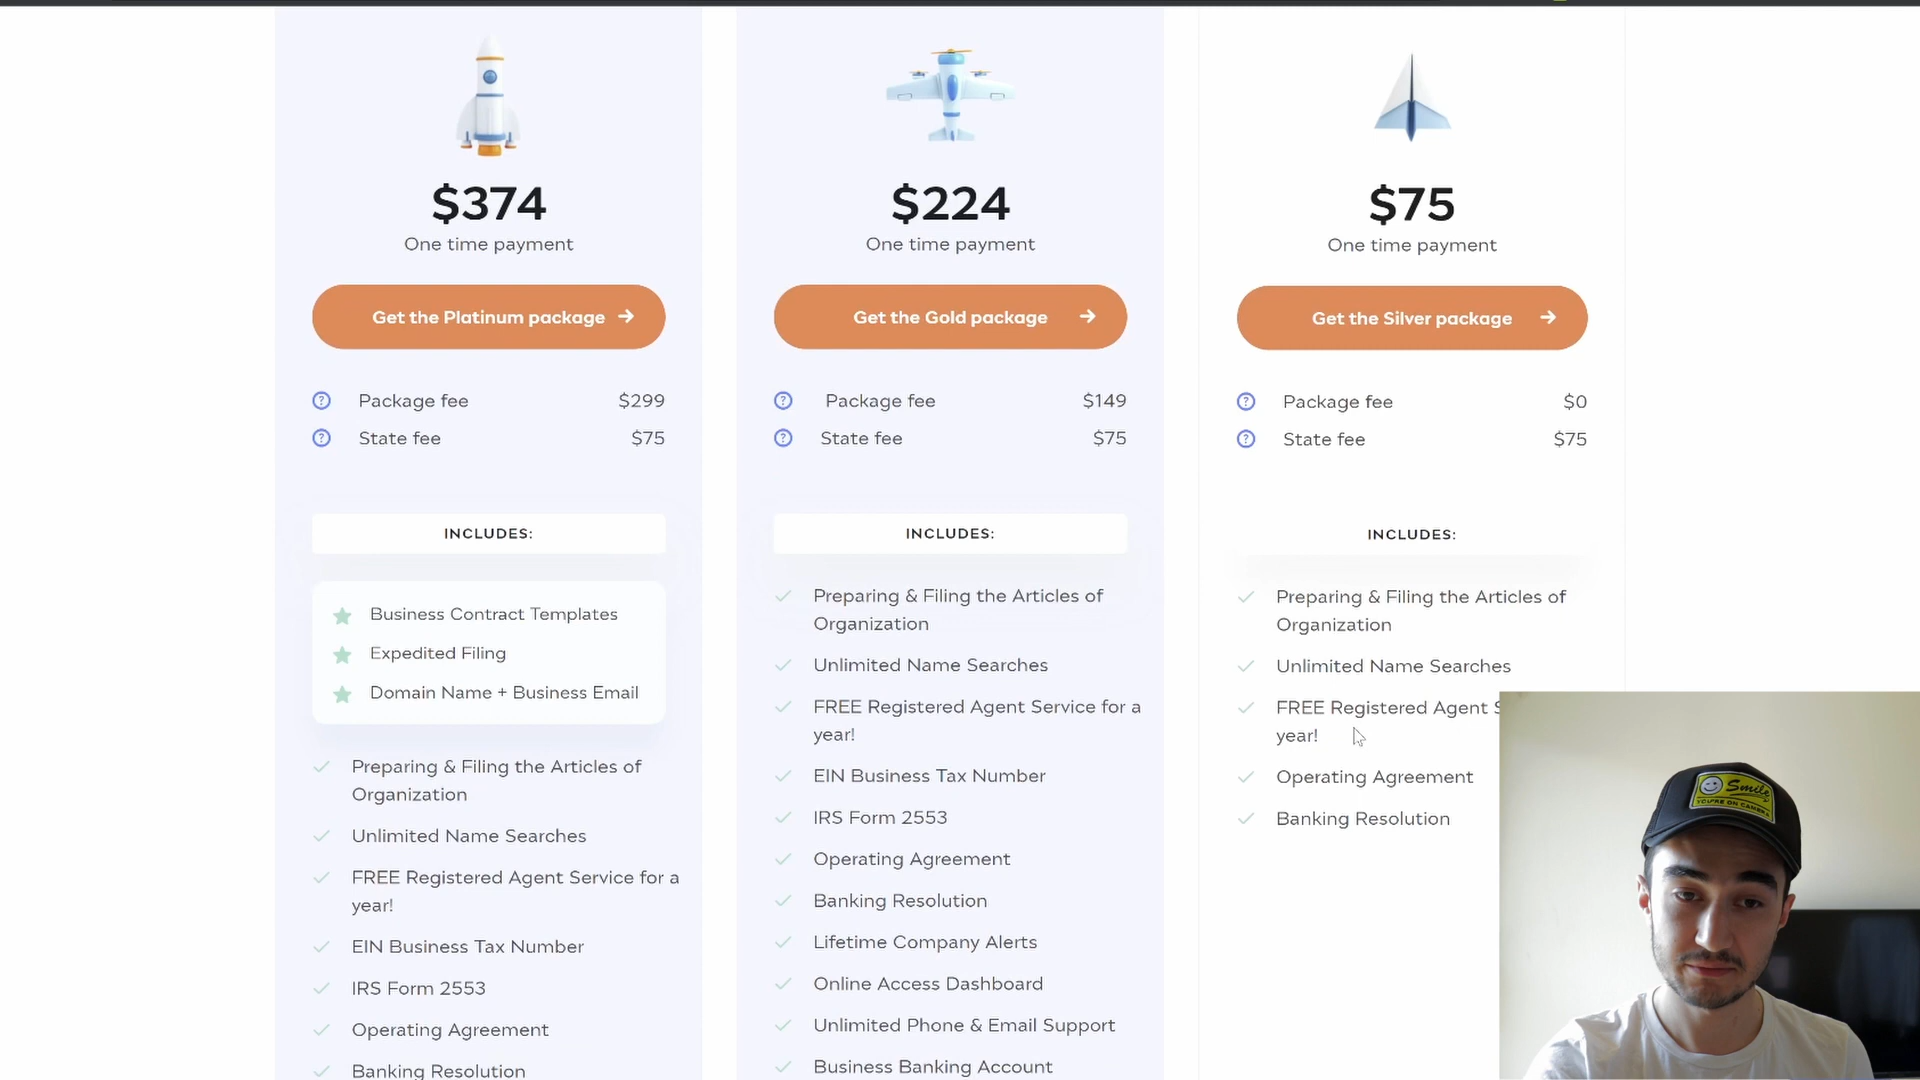 $374
One time payment
Get the Platinum package
Package fee $299
State fee $75
INCLUDES:
Business Contract Templates
Expedited Filing
Domain Name + Business Email
Preparing & Filing the Articles of
Organization
Unlimited Name Searches
FREE Registered Agent Service for a
year!
EIN Business Tax Number
IRS Form 2553
Operating Agreement
Banking Resolution
$224
One time payment
Get the Gold package
Package fee $149
State fee $75
INCLUDES:
Preparing & Filing the Articles of
Organization
Unlimited Name Searches
FREE Registered Agent Service for a
year!
EIN Business Tax Number
IRS Form 2553
Operating Agreement
Banking Resolution
Lifetime Company Alerts
Online Access Dashboard
Unlimited Phone & Email Support
Business Banking Account
$75
One time payment
Get the Silver package
Package fee $0
State fee $75
INCLUDES:
Preparing & Filing the Articles of
Organization
Unlimited Name Searches
FREE Registered Agent
year!
Operating Agreement
Banking Resolution
Smile
YOU'RE ON CAMERA